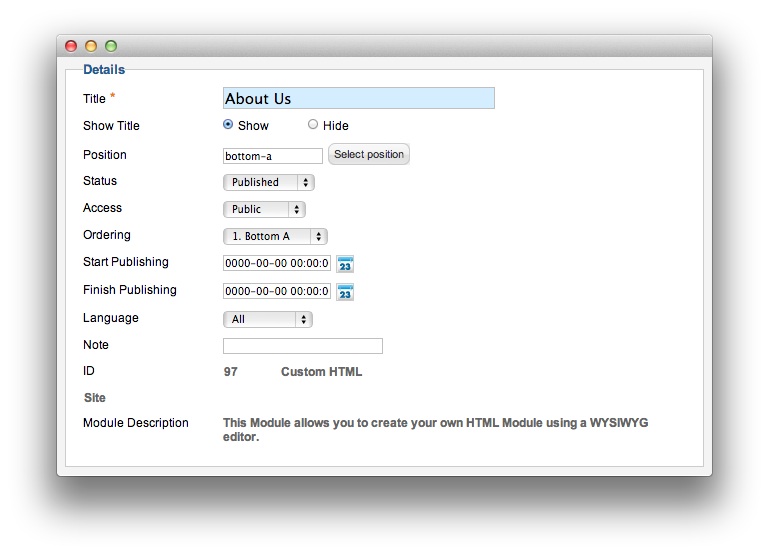 Details
Title *
About Us
Show Title Show Hide
Position bottom-a Select position
Status Published
Access Public
Ordering 1. Bottom A
Start Publishing 0000-00-00 00:00:0 23
Finish Publishing 0000-00-00 00:00:0 23
Language All
Note
ID 97 Custom HTML
Site
Module Description This Module allows you to create your own HTML Module using a WYSIWYG
editor.